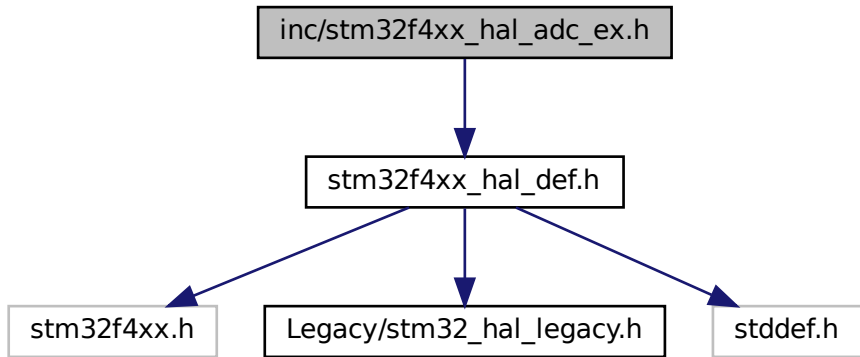 inc/stm32f4xx_hal_adc_ex.h
stm32f4xx_hal_def.h
stm32f4xx.h
Legacy/stm32_hal_legacy.h
stddef.h